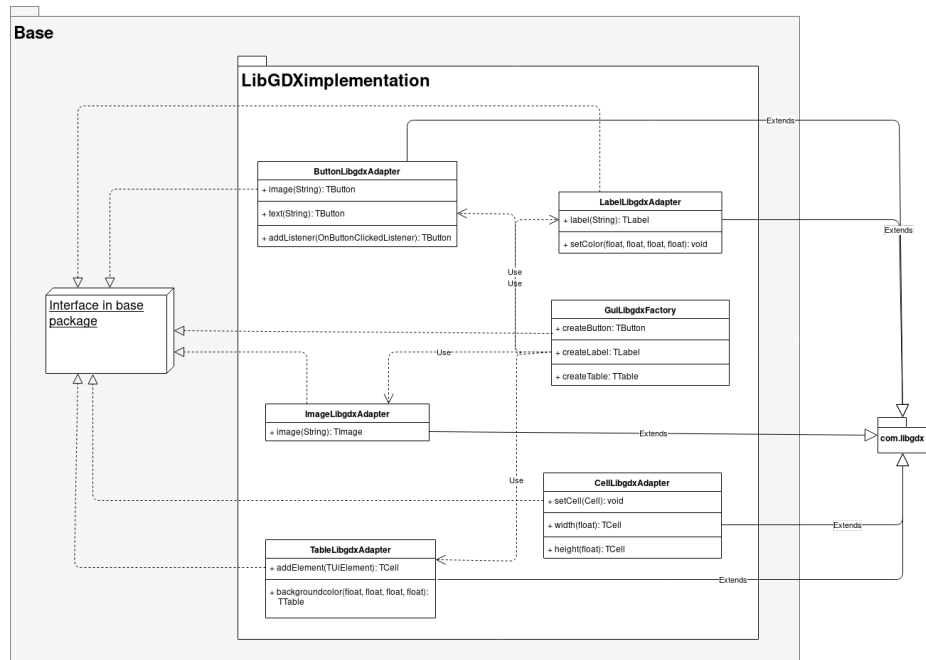 Base
LibGDXimplementation
Extends
ButtonLibgdxAdapter
+ image(String): TButton
+ text(String): TButton
+ addListener(OnButtonClickedListener): TButton
LabelLibgdxAdapter
+ label(String): TLabel
+ setColor(float, float, float, float): void
Extends
Use
Use
Interface in base
package
GuiLibgdxFactory
+ createButton: TButton
+ createLabel: TLabel
+ createTable: TTable
Use
ImageLibgdxAdapter
+ image(String): TImage
Extends
com.libgdx
Use
CellLibgdxAdapter
+ setCell(Cell): void
+ width(float): TCell
+ height(float): TCell
Extends
TableLibgdxAdapter
+ addElement(TUiElement): TCell
+ backgroundcolor(float, float, float, float):
TTable
Extends